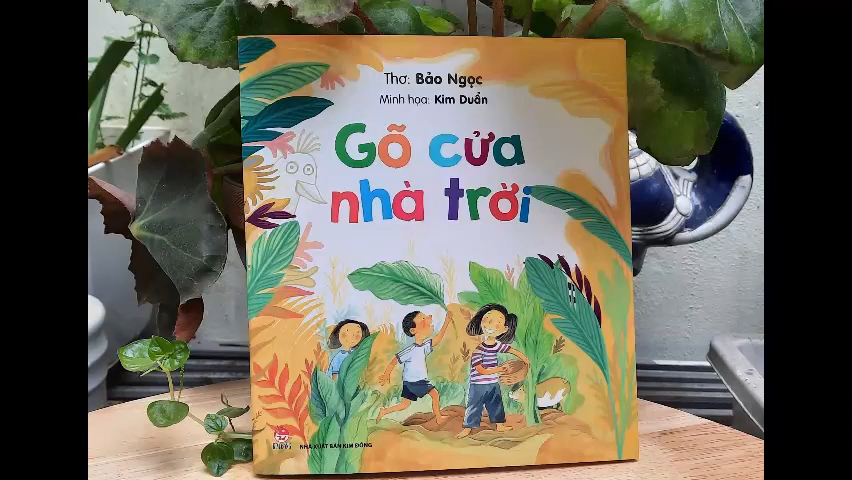 Thơ: Bảo Ngọc
Minh họa: Kim Duẩn
Gõ cửa
nhà trời
NHÀ XUẤT BẢN KIM ĐỒNG